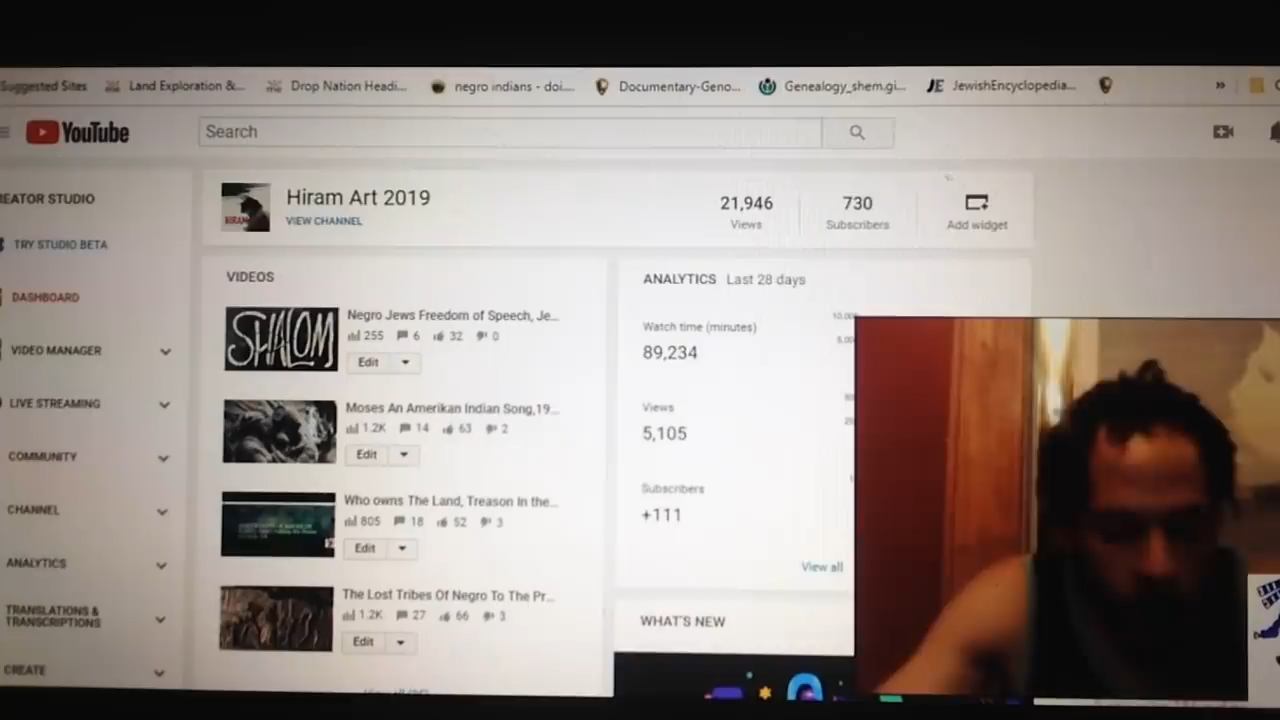 Suggested Sites Land Exploration &... Drop Nation Headi... negro indians - doi.... Documentary-Geno... Genealogy_shem.gi... JewishEncyclopedia... »
YouTube Search
Hiram Art 2019
VIEW CHANNEL
21,946
Views
730
Subscribers
Add widget
EATOR STUDIO
TRY STUDIO BETA
DASHBOARD
VIDEO MANAGER
LIVE STREAMING
COMMUNITY
CHANNEL
ANALYTICS
TRANSLATIONS &
TRANSCRIPTIONS
CREATE
VIDEOS
SHALOM
Negro Jews Freedom of Speech, Je...
255 6 32 0
Edit
Moses An Amerikan Indian Song,19...
1.2K 14 63 2
Edit
Who owns The Land, Treason In the...
805 18 52 3
Edit
The Lost Tribes Of Negro To The Pr...
1.2K 27 66 3
Edit
ANALYTICS Last 28 days
Watch time (minutes)
89,234
Views
5,105
Subscribers
+111
View all
WHAT'S NEW